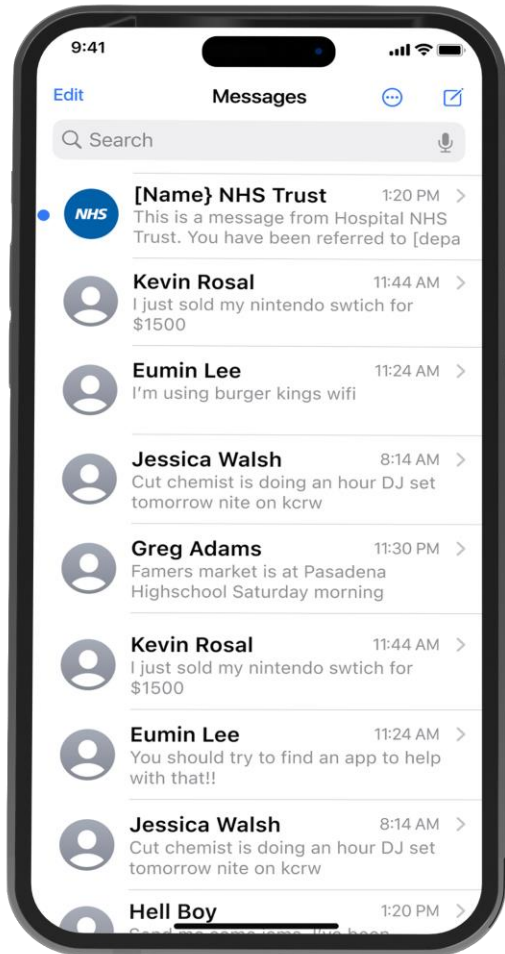 9:41
Edit
Messages
Search
NHS
[Name} NHS Trust 1:20 PM
This is a message from Hospital NHS
Trust. You have been referred to [depa
Kevin Rosal 11:44 AM
I just sold my nintendo swtich for
$1500
Eumin Lee 11:24 AM
I'm using burger kings wifi
Jessica Walsh 8:14 AM
Cut chemist is doing an hour DJ set
tomorrow nite on kcrw
Greg Adams 11:30 PM
Famers market is at Pasadena
Highschool Saturday morning
Kevin Rosal 11:44 AM
I just sold my nintendo swtich for
$1500
Eumin Lee 11:24 AM
You should try to find an app to help
with that!!
Jessica Walsh 8:14 AM
Cut chemist is doing an hour DJ set
tomorrow nite on kcrw
Hell Boy 1:20 PM